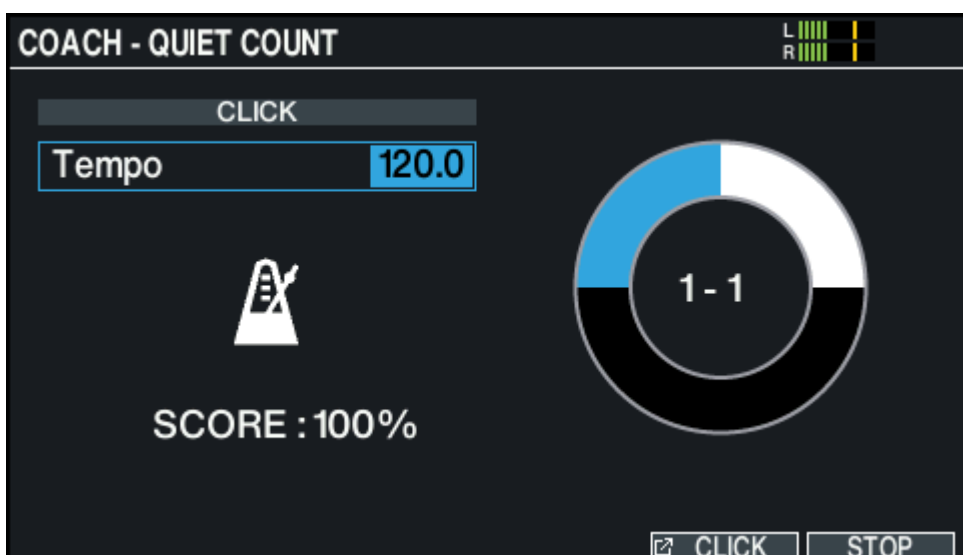 COACH - QUIET COUNT
L
R
CLICK
Tempo 120.0
1 - 1
SCORE : 100%
CLICK STOP